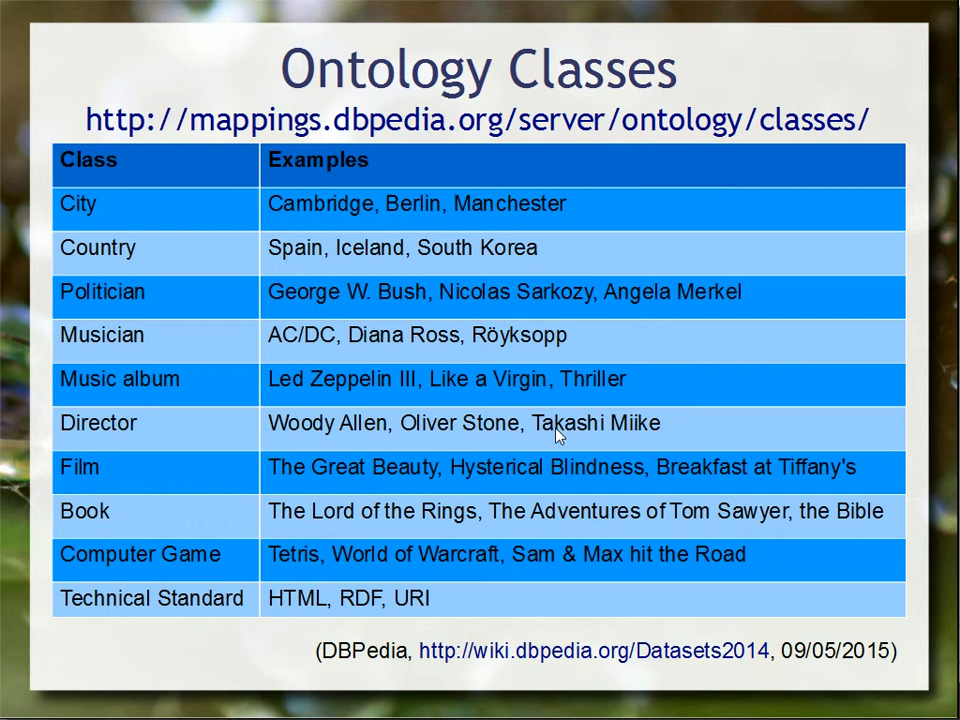 Ontology Classes
http://mappings.dbpedia.org/server/ontology/classes/
Class Examples
City Cambridge, Berlin, Manchester
Country Spain, Iceland, South Korea
Politician George W. Bush, Nicolas Sarkozy, Angela Merkel
Musician AC/DC, Diana Ross, Röyksopp
Music album Led Zeppelin III, Like a Virgin, Thriller
Director Woody Allen, Oliver Stone, Takashi Miike
Film The Great Beauty, Hysterical Blindness, Breakfast at Tiffany's
Book The Lord of the Rings, The Adventures of Tom Sawyer, the Bible
Computer Game Tetris, World of Warcraft, Sam & Max hit the Road
Technical Standard HTML, RDF, URI
(DBPedia, http://wiki.dbpedia.org/Datasets2014, 09/05/2015)